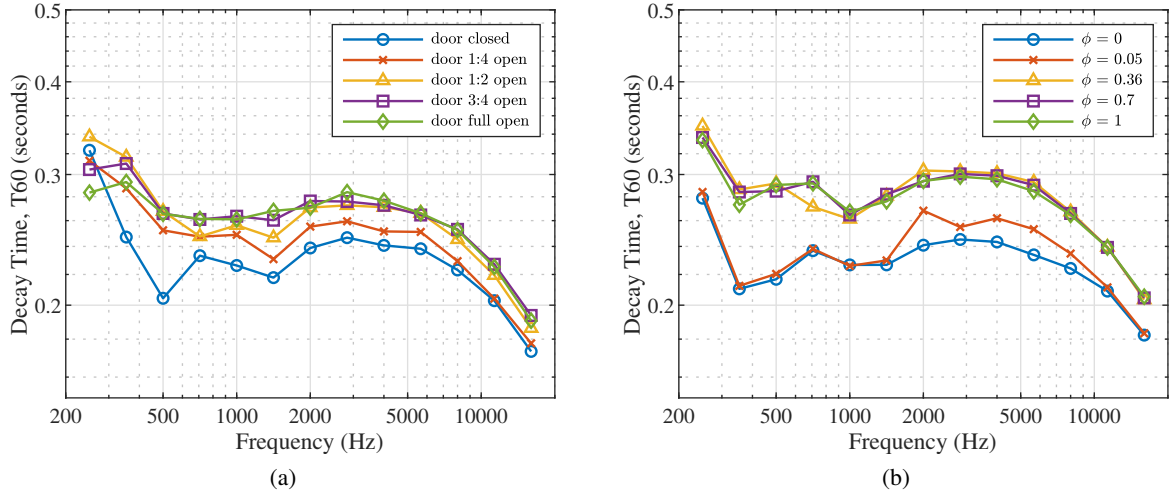 0.5
0.4
0.3
0.2
Decay Time, T60 (seconds)
door closed
door 1:4 open
door 1:2 open
door 3:4 open
door full open
200 500 1000 2000 5000 10000
Frequency (Hz)
(a)
0.5
0.4
0.3
0.2
Decay Time, T60 (seconds)
ϕ = 0
ϕ = 0.05
ϕ = 0.36
ϕ = 0.7
ϕ = 1
200 500 1000 2000 5000 10000
Frequency (Hz)
(b)